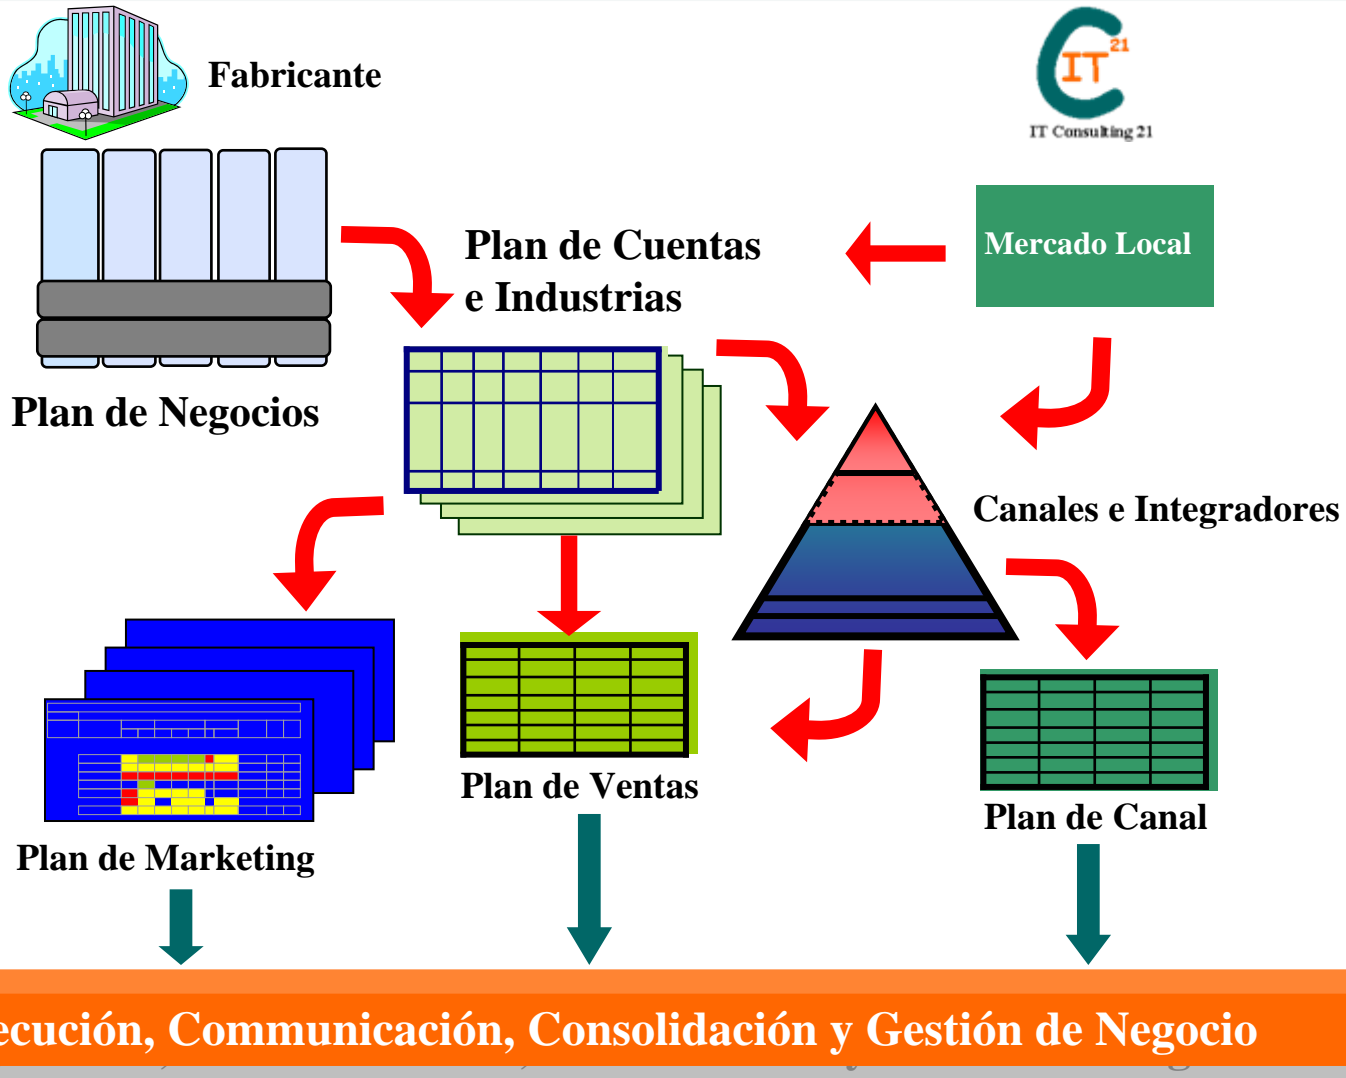 Fabricante
IT
21
IT Consulting 21
Mercado Local
Plan de Cuentas
e Industrias
Plan de Negocios
Canales e Integradores
Plan de Ventas
Plan de Canal
Plan de Marketing
ecución, Communicación, Consolidación y Gestión de Negocio